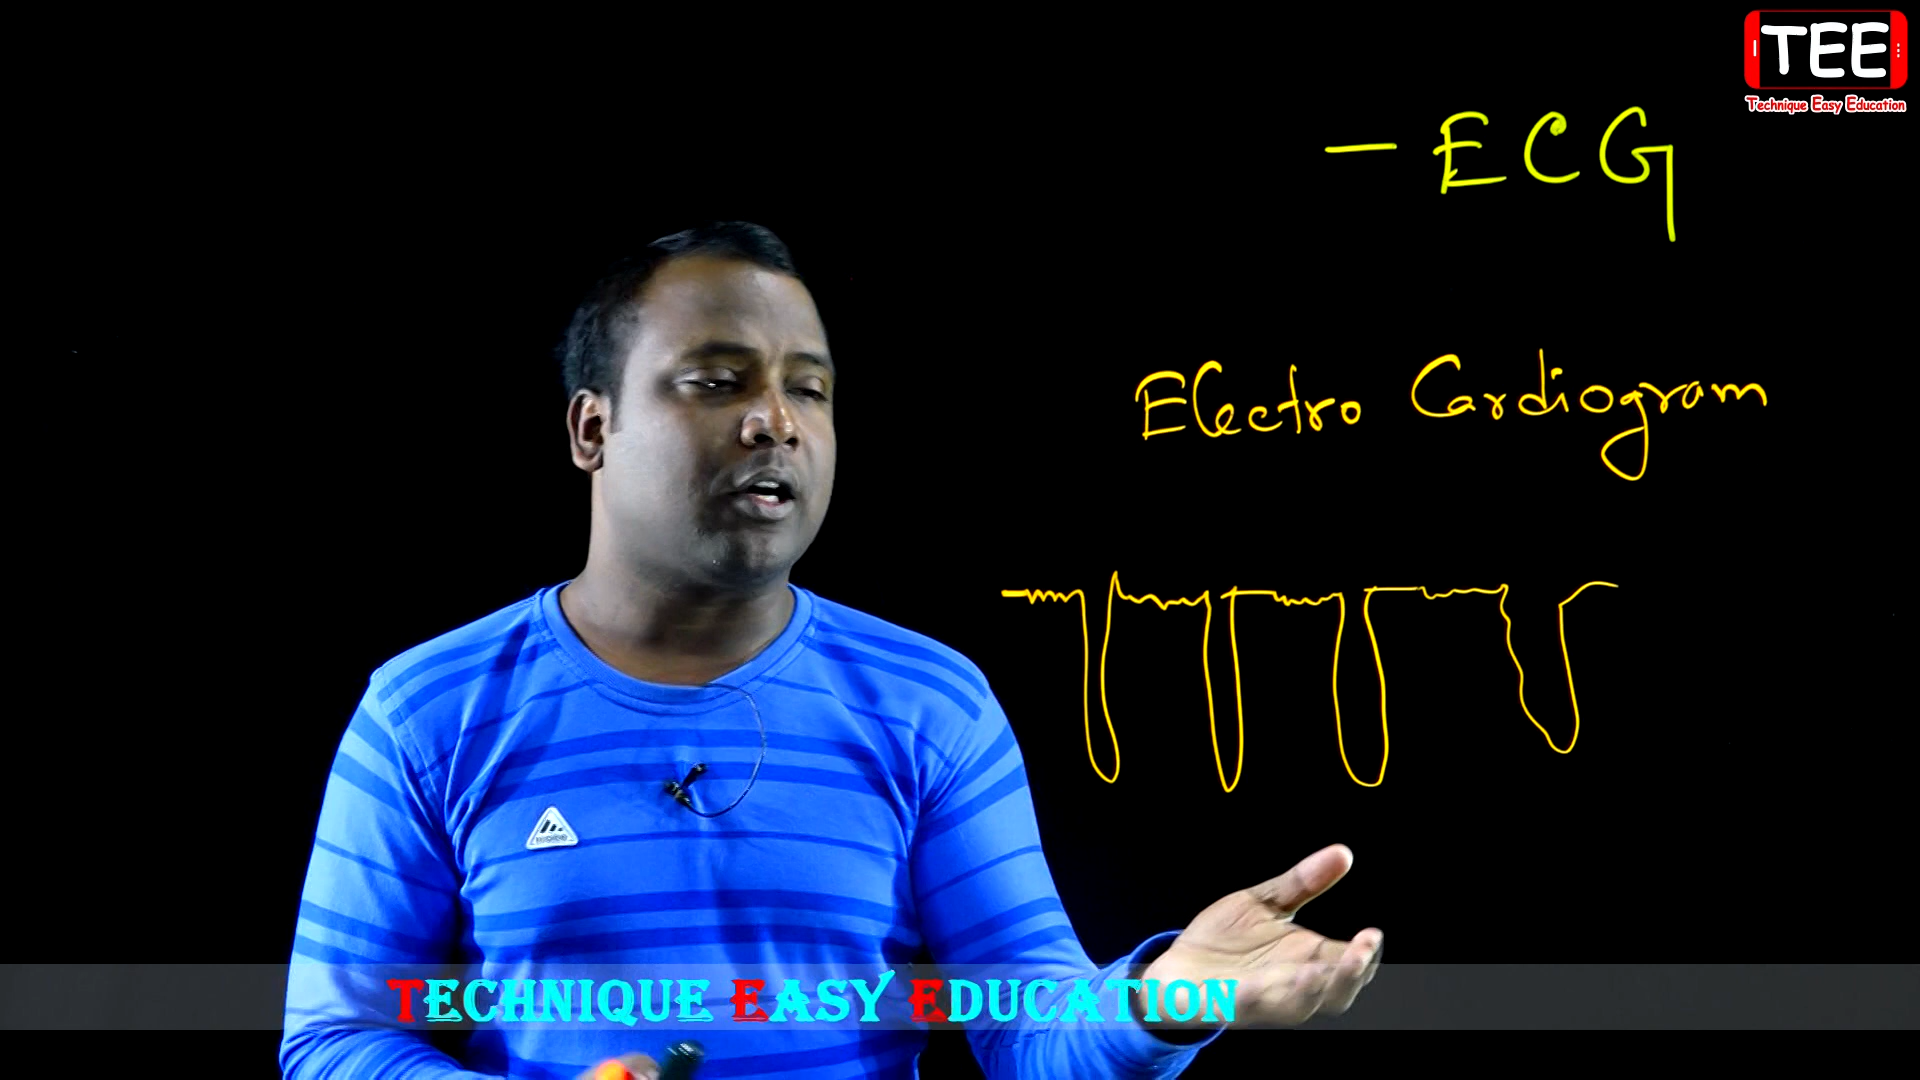 TEE
Technique Easy Education
– ECG
Electro Cardiogram
TECHNIQUE EASY EDUCATION